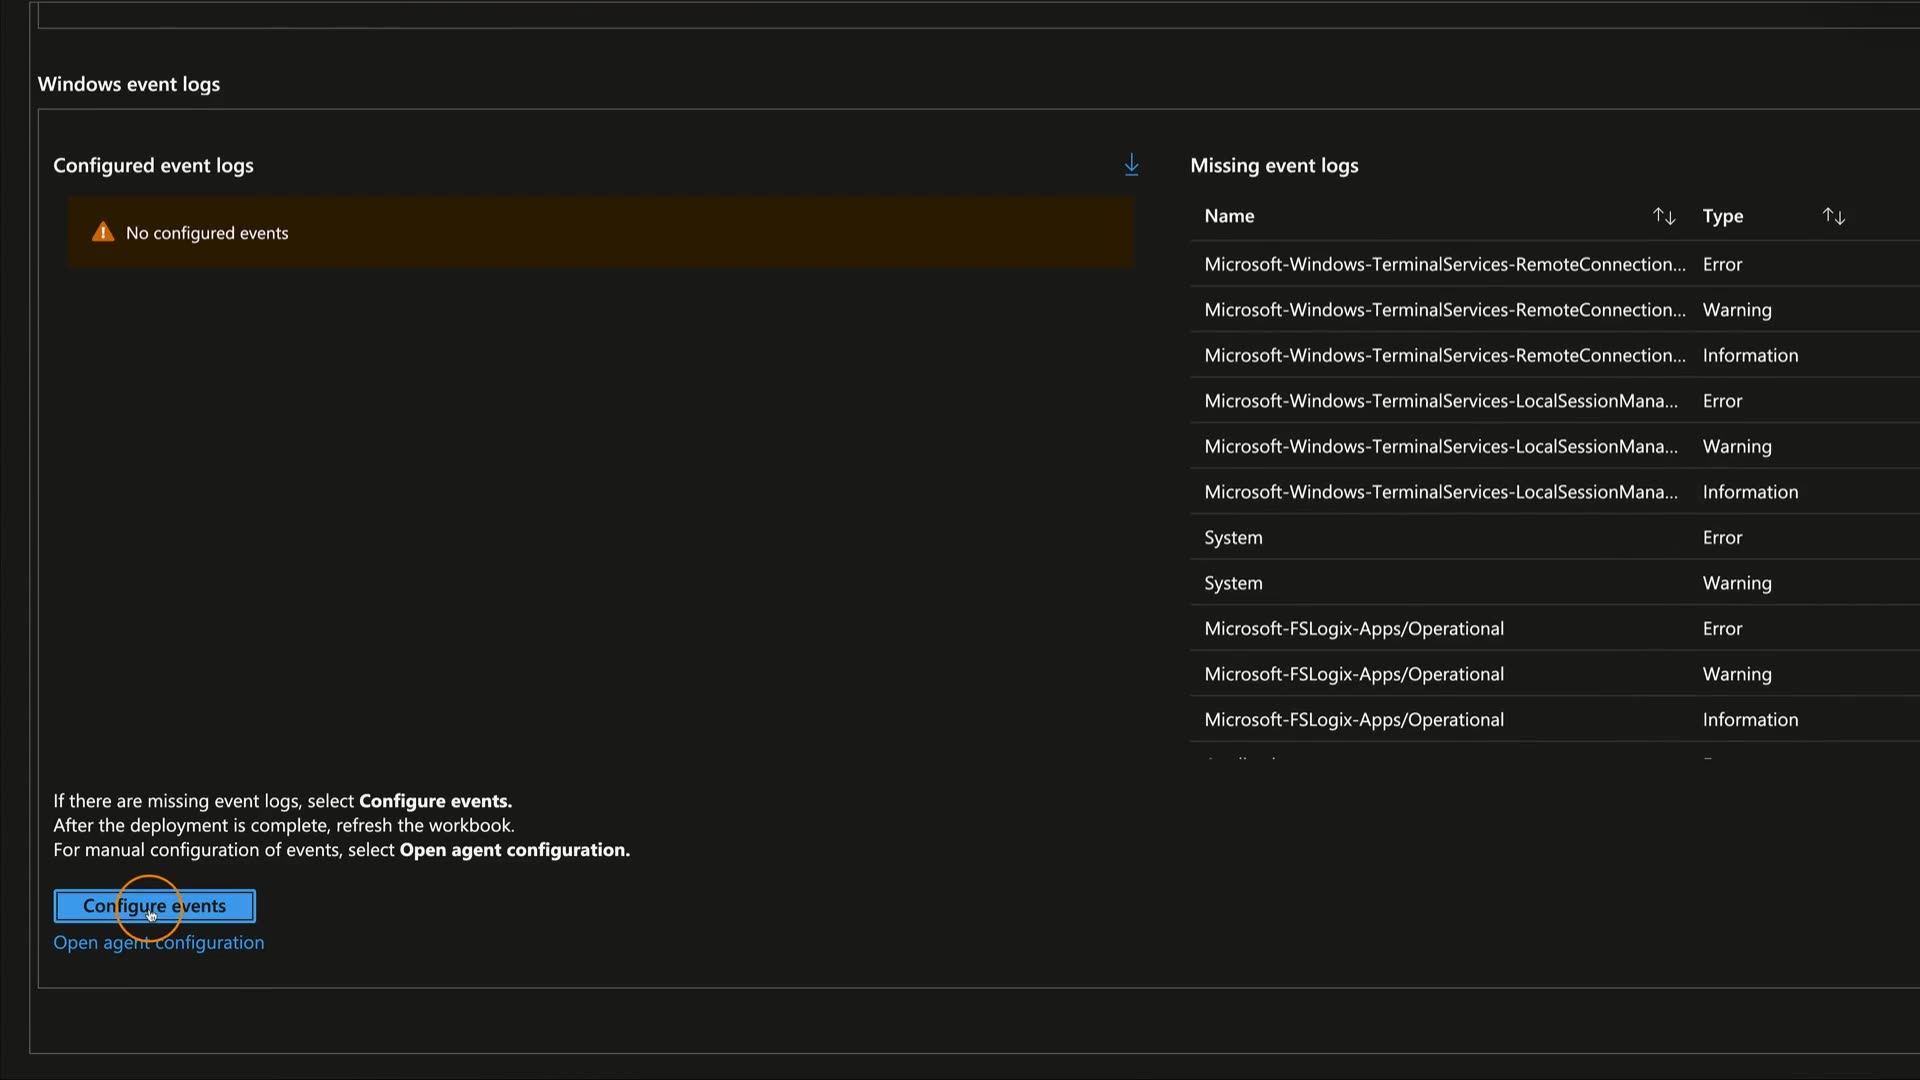 Windows event logs
Configured event logs
No configured events
Missing event logs
Name Type
Microsoft-Windows-TerminalServices-RemoteConnection... Error
Microsoft-Windows-TerminalServices-RemoteConnection... Warning
Microsoft-Windows-TerminalServices-RemoteConnection... Information
Microsoft-Windows-TerminalServices-LocalSessionMana... Error
Microsoft-Windows-TerminalServices-LocalSessionMana... Warning
Microsoft-Windows-TerminalServices-LocalSessionMana... Information
System Error
System Warning
Microsoft-FSLogix-Apps/Operational Error
Microsoft-FSLogix-Apps/Operational Warning
Microsoft-FSLogix-Apps/Operational Information
If there are missing event logs, select Configure events.
After the deployment is complete, refresh the workbook.
For manual configuration of events, select Open agent configuration.
Configure events
Open agent configuration